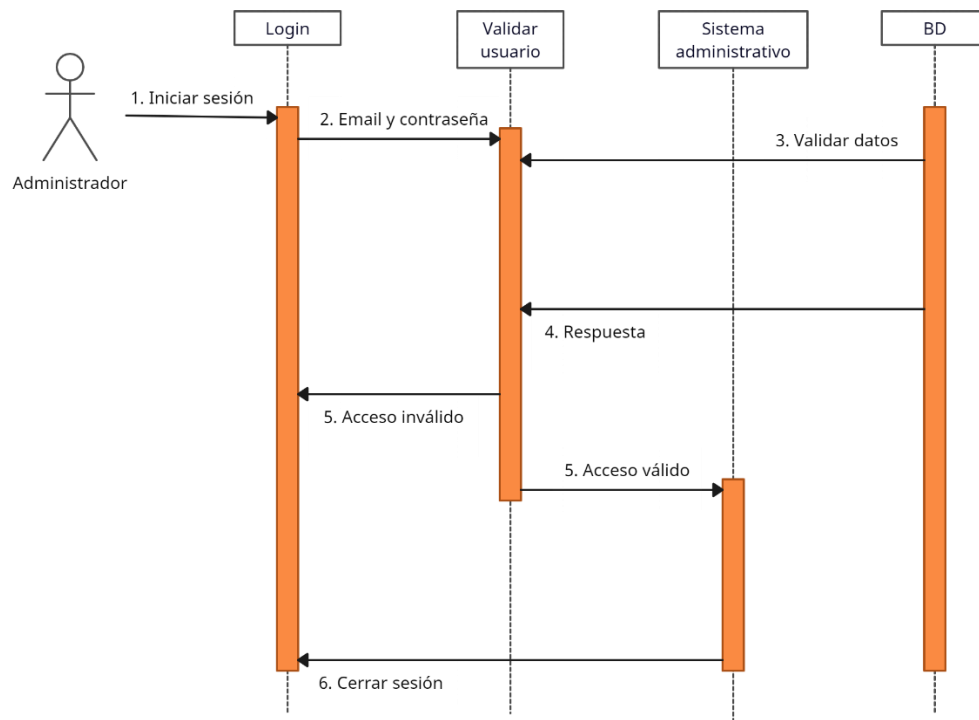 Login
Validar
usuario
Sistema
administrativo
BD
1. Iniciar sesión
2. Email y contraseña
3. Validar datos
Administrador
4. Respuesta
5. Acceso inválido
5. Acceso válido
6. Cerrar sesión